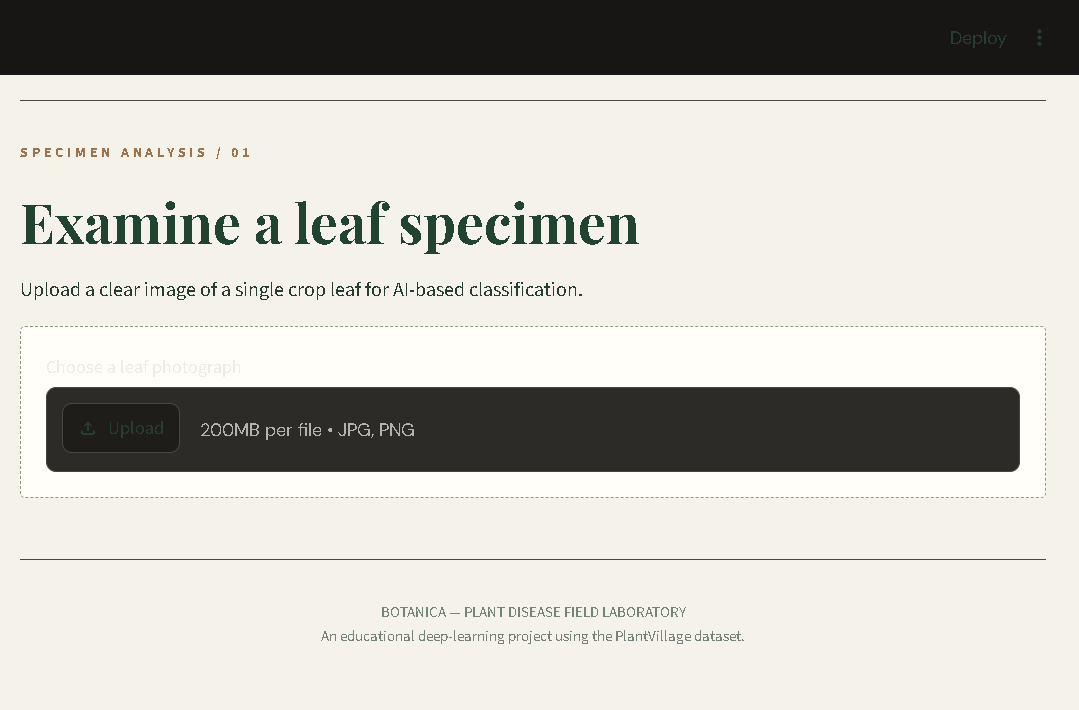 Deploy
SPECIMEN ANALYSIS / 01
Examine a leaf specimen
Upload a clear image of a single crop leaf for AI-based classification.
Choose a leaf photograph
Upload
200MB per file • JPG, PNG
BOTANICA — PLANT DISEASE FIELD LABORATORY
An educational deep-learning project using the PlantVillage dataset.